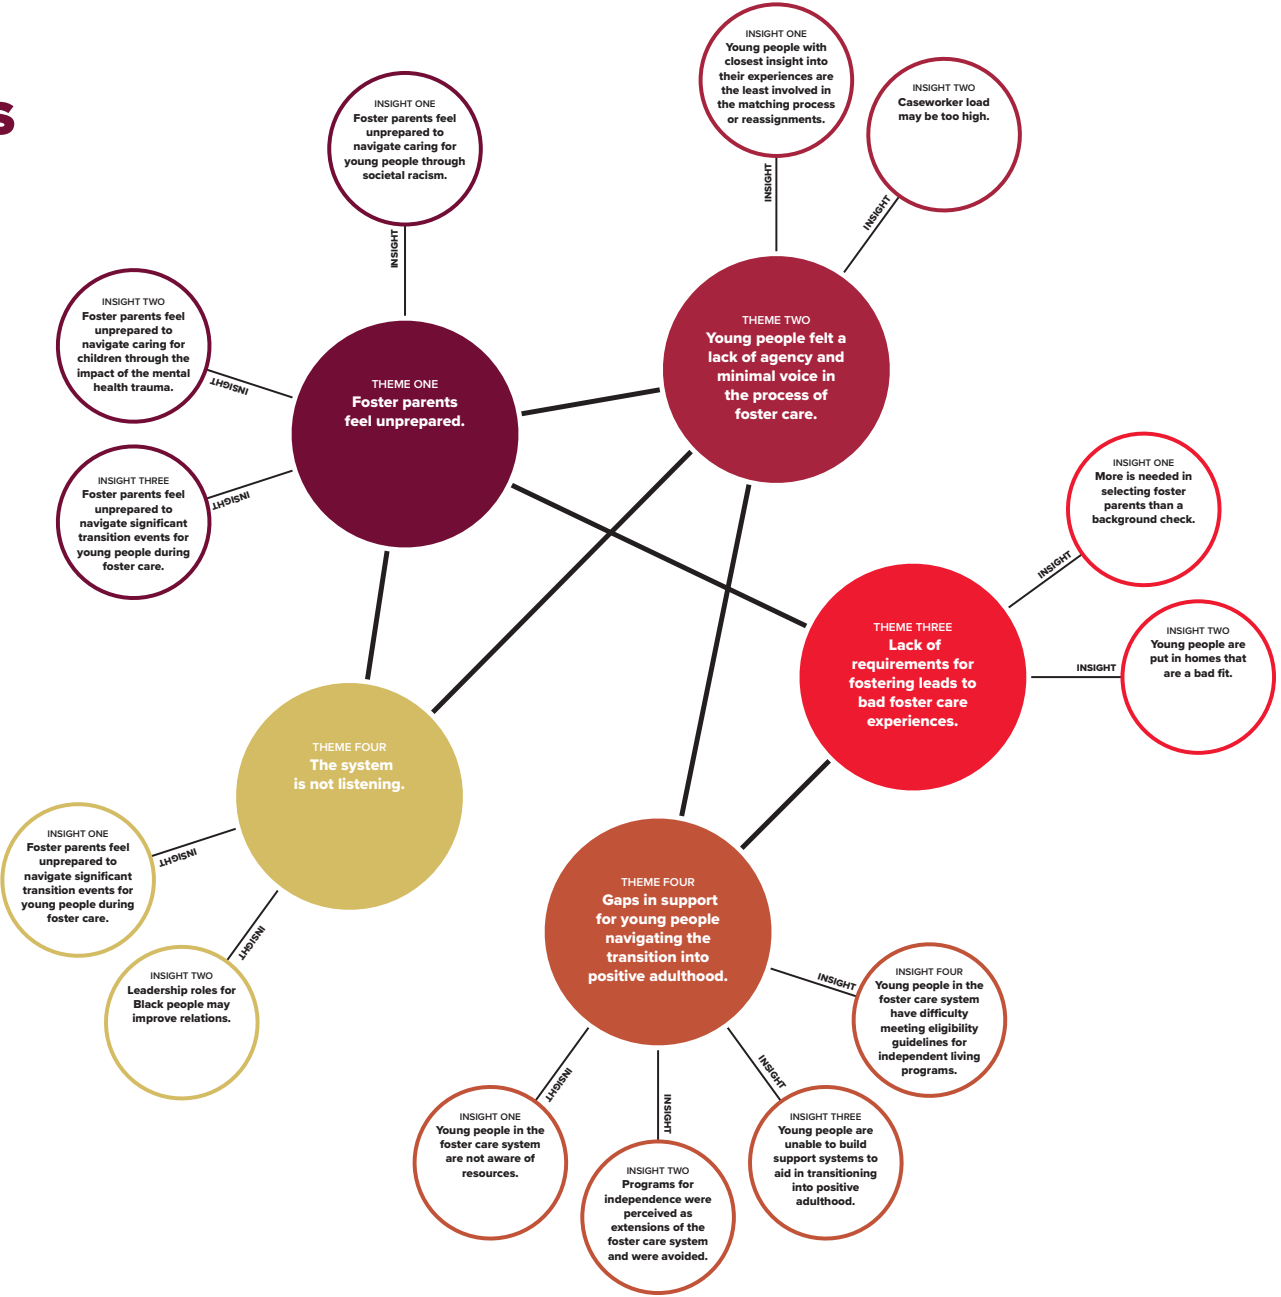 s
INSIGHT ONE
Young people with
closest insight into
their experiences are
the least involved in
the matching process
or reassignments.
INSIGHT TWO
Caseworker load
may be too high.
INSIGHT
INSIGHT
THEME TWO
Young people felt a
lack of agency and
minimal voice in
the process of
foster care.
INSIGHT ONE
Foster parents feel
unprepared to
navigate caring for
young people through
societal racism.
INSIGHT
INSIGHT TWO
Foster parents feel
unprepared to
navigate caring for
children through the
impact of the mental
health trauma.
INSIGHT
INSIGHT THREE
Foster parents feel
unprepared to
navigate significant
transition events for
young people during
foster care.
INSIGHT
THEME ONE
Foster parents
feel unprepared.
INSIGHT ONE
More is needed in
selecting foster
parents than a
background check.
INSIGHT
INSIGHT TWO
Young people are
put in homes that
are a bad fit.
INSIGHT
THEME THREE
Lack of
requirements for
fostering leads to
bad foster care
experiences.
THEME FOUR
The system
is not listening.
INSIGHT ONE
Foster parents feel
unprepared to
navigate significant
transition events for
young people during
foster care.
INSIGHT
INSIGHT TWO
Leadership roles for
Black people may
improve relations.
INSIGHT
THEME FOUR
Gaps in support
for young people
navigating the
transition into
positive adulthood.
INSIGHT
INSIGHT FOUR
Young people in the
foster care system
have difficulty
meeting eligibility
guidelines for
independent living
programs.
INSIGHT
INSIGHT ONE
Young people in the
foster care system
are not aware of
resources.
INSIGHT
INSIGHT TWO
Programs for
independence were
perceived as
extensions of the
foster care system
and were avoided.
INSIGHT
INSIGHT THREE
Young people are
unable to build
support systems to
aid in transitioning
into positive
adulthood.